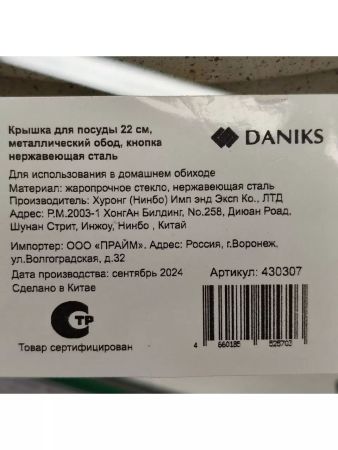 Крышка для посуды 22 см,
металлический обод, кнопка
нержавеющая сталь
DANIKS
Для использования в домашнем обиходе
Материал: жаропрочное стекло, нержавеющая сталь
Производитель: Хуронг (Нинбо) Имп энд Эксп Ко., ЛТД
Адрес: Р.М.2003-1 ХонгАн Билдинг, No.258, Диюан Роад,
Шунан Стрит, Инжоу, Нинбо , Китай
Импортер: ООО «ПРАЙМ». Адрес: Россия, г.Воронеж,
ул.Волгоградская, д.32
Дата производства: сентябрь 2024
Артикул: 430307
Сделано в Китае
ТР
Товар сертифицирован
4 660185